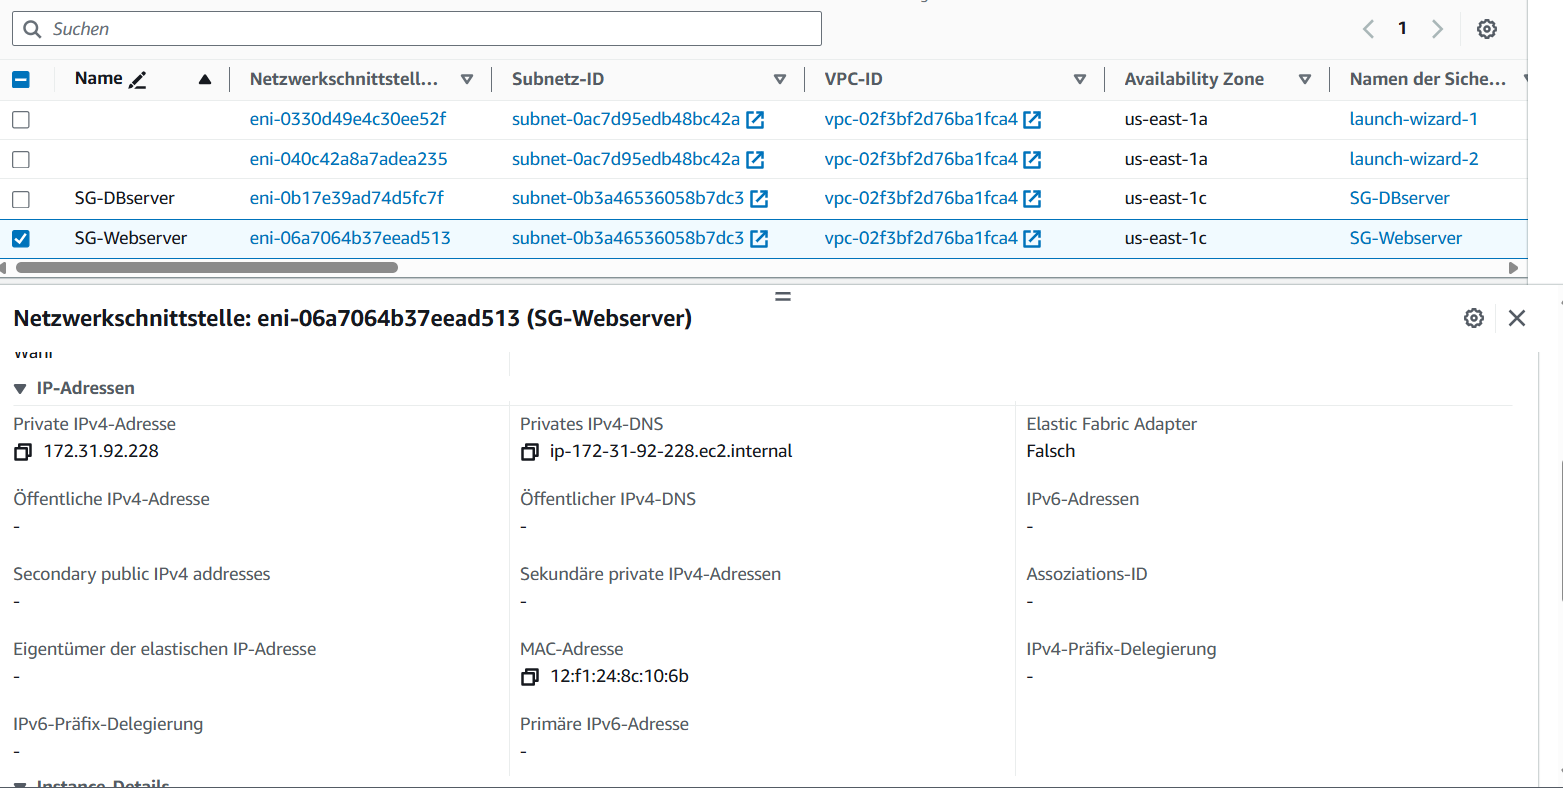 Suchen
1
Name Netzwerkschnittstell... Subnetz-ID VPC-ID Availability Zone Namen der Siche...
eni-0330d49e4c30ee52f subnet-0ac7d95edb48bc42a vpc-02f3bf2d76ba1fca4 us-east-1a launch-wizard-1
eni-040c42a8a7adea235 subnet-0ac7d95edb48bc42a vpc-02f3bf2d76ba1fca4 us-east-1a launch-wizard-2
SG-DBserver eni-0b17e39ad74d5fc7f subnet-0b3a46536058b7dc3 vpc-02f3bf2d76ba1fca4 us-east-1c SG-DBserver
SG-Webserver eni-06a7064b37eead513 subnet-0b3a46536058b7dc3 vpc-02f3bf2d76ba1fca4 us-east-1c SG-Webserver
Netzwerkschnittstelle: eni-06a7064b37eead513 (SG-Webserver)
Wahl
IP-Adressen
Private IPv4-Adresse Privates IPv4-DNS Elastic Fabric Adapter
172.31.92.228 ip-172-31-92-228.ec2.internal Falsch
Öffentliche IPv4-Adresse Öffentlicher IPv4-DNS IPv6-Adressen
- - -
Secondary public IPv4 addresses Sekundäre private IPv4-Adressen Assoziations-ID
- - -
Eigentümer der elastischen IP-Adresse MAC-Adresse IPv4-Präfix-Delegierung
- 12:f1:24:8c:10:6b -
IPv6-Präfix-Delegierung Primäre IPv6-Adresse
- -
Instance-Details